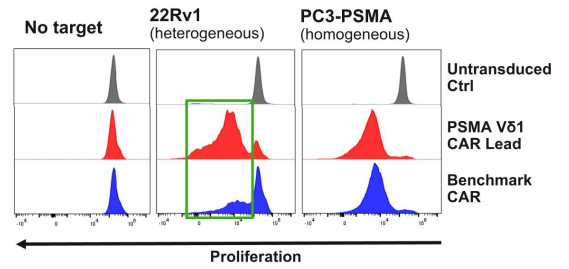 No target
22Rv1
(heterogeneous)
PC3-PSMA
(homogeneous)
Untransduced
Ctrl
PSMA Vδ1
CAR Lead
Benchmark
CAR
Proliferation